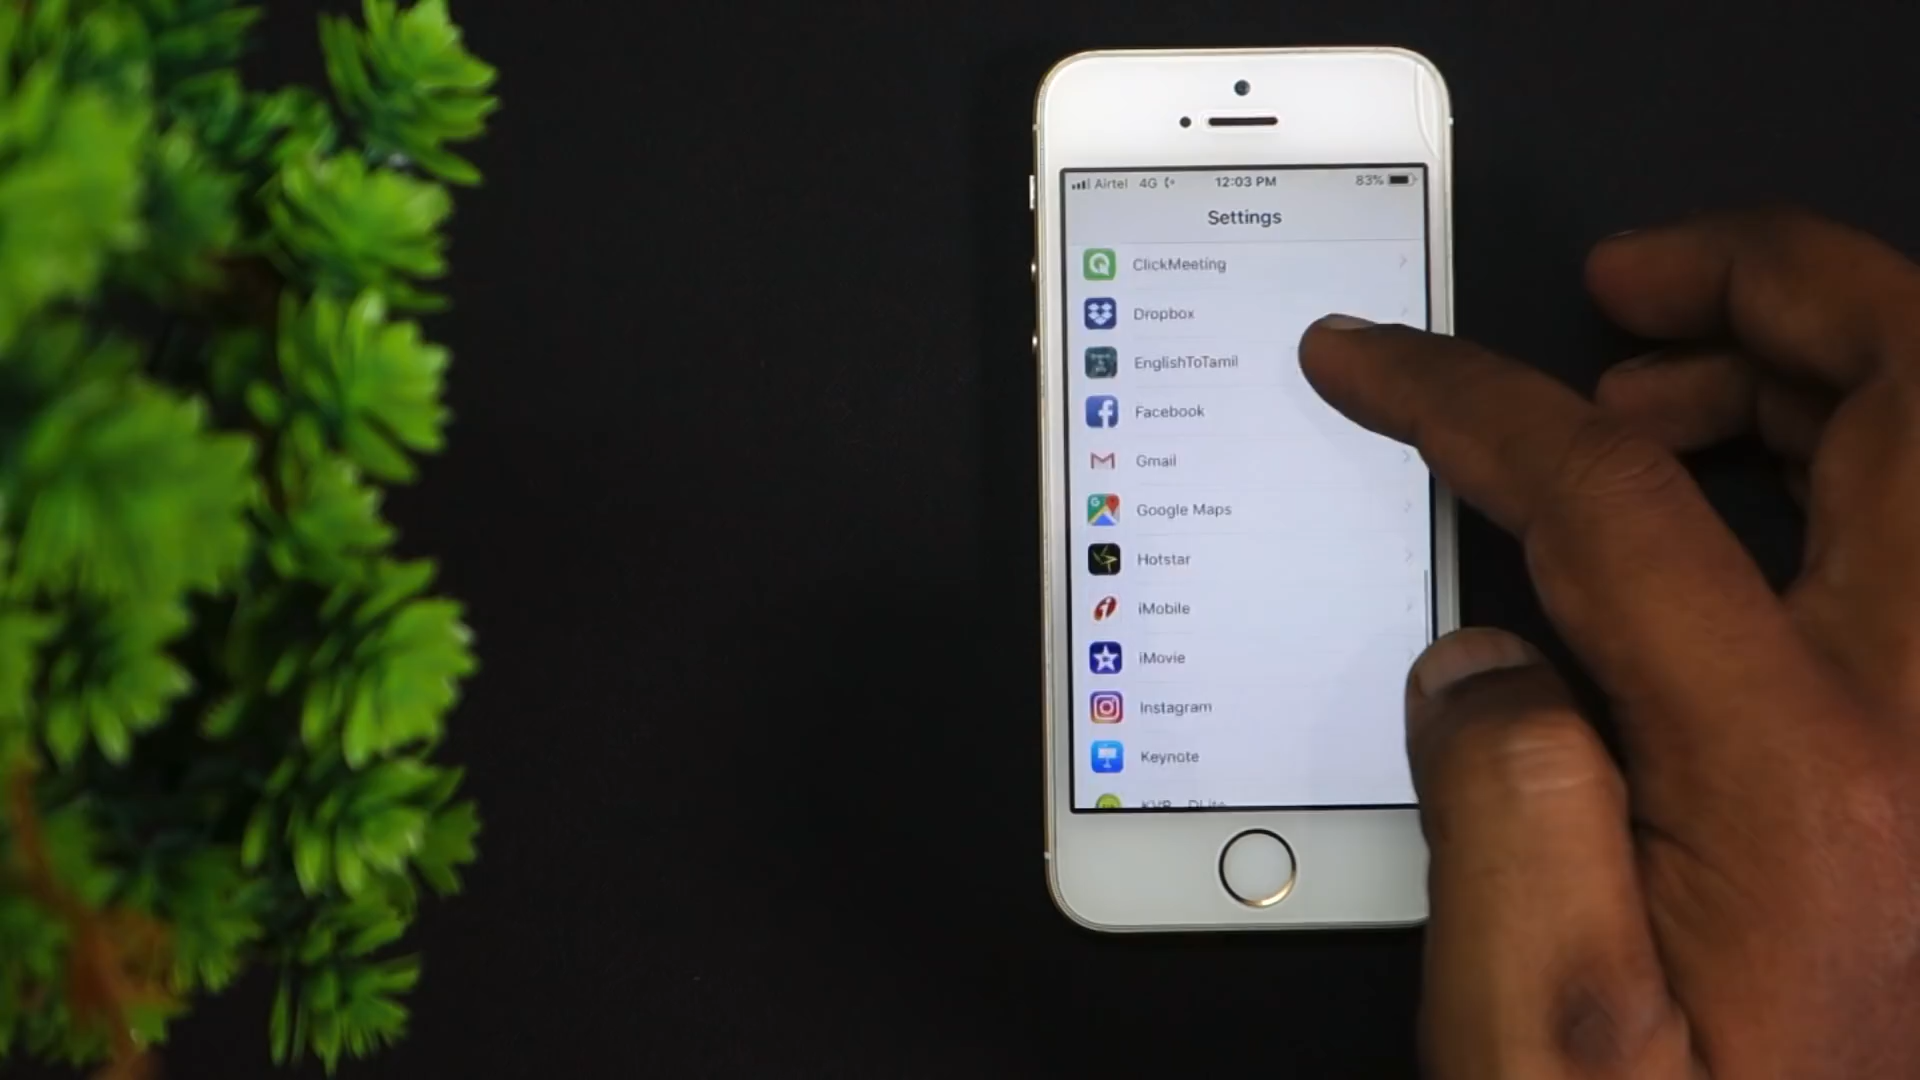 Airtel 4G 12:03 PM 83%
Settings
ClickMeeting
Dropbox
EnglishToTamil
Facebook
Gmail
Google Maps
Hotstar
iMobile
iMovie
Instagram
Keynote